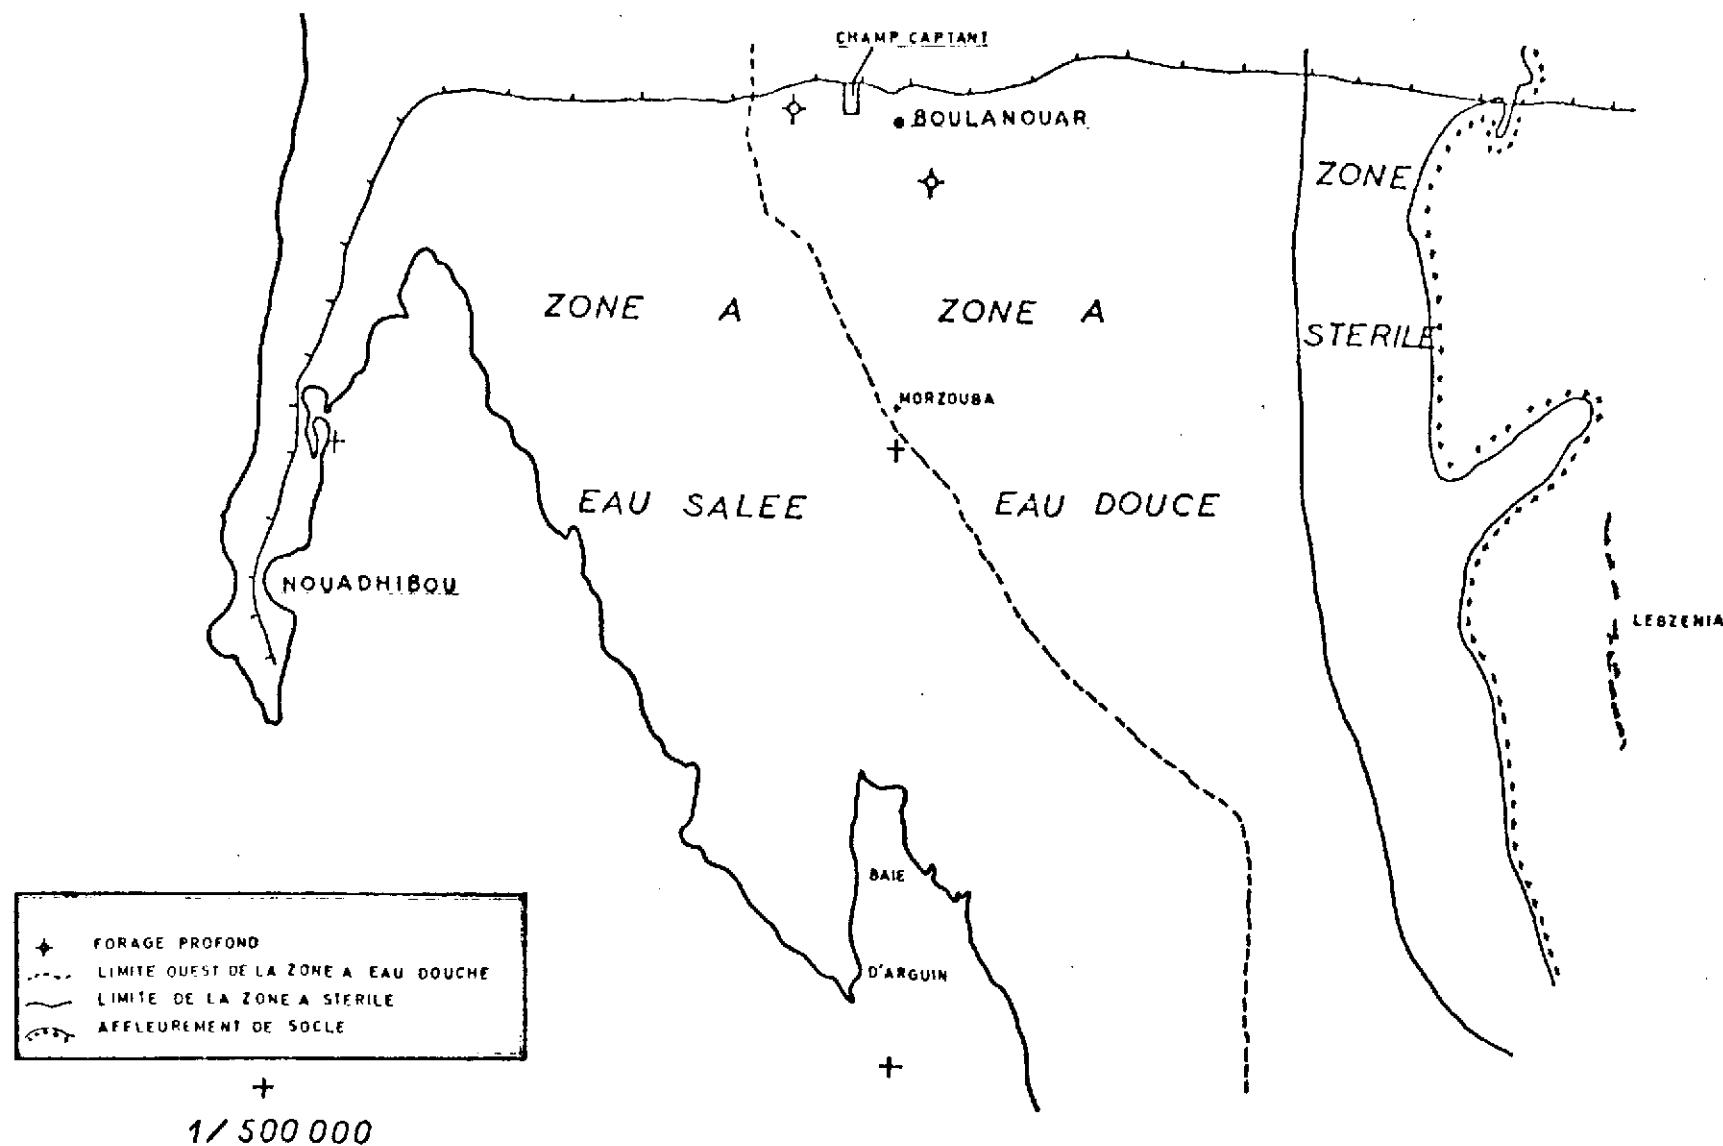 CHAMP CAPTANT
BOULANOUAR
ZONE
STERILE
ZONE A
ZONE A
MORZOUBA
EAU SALEE
EAU DOUCE
NOUADHIBOU
LEBZENIA
BAIE
D'ARGUIN
FORAGE PROFOND
LIMITE OUEST DE LA ZONE A EAU DOUCHE
LIMITE DE LA ZONE A STERILE
AFFLEUREMENT DE SOCLE
1/500 000